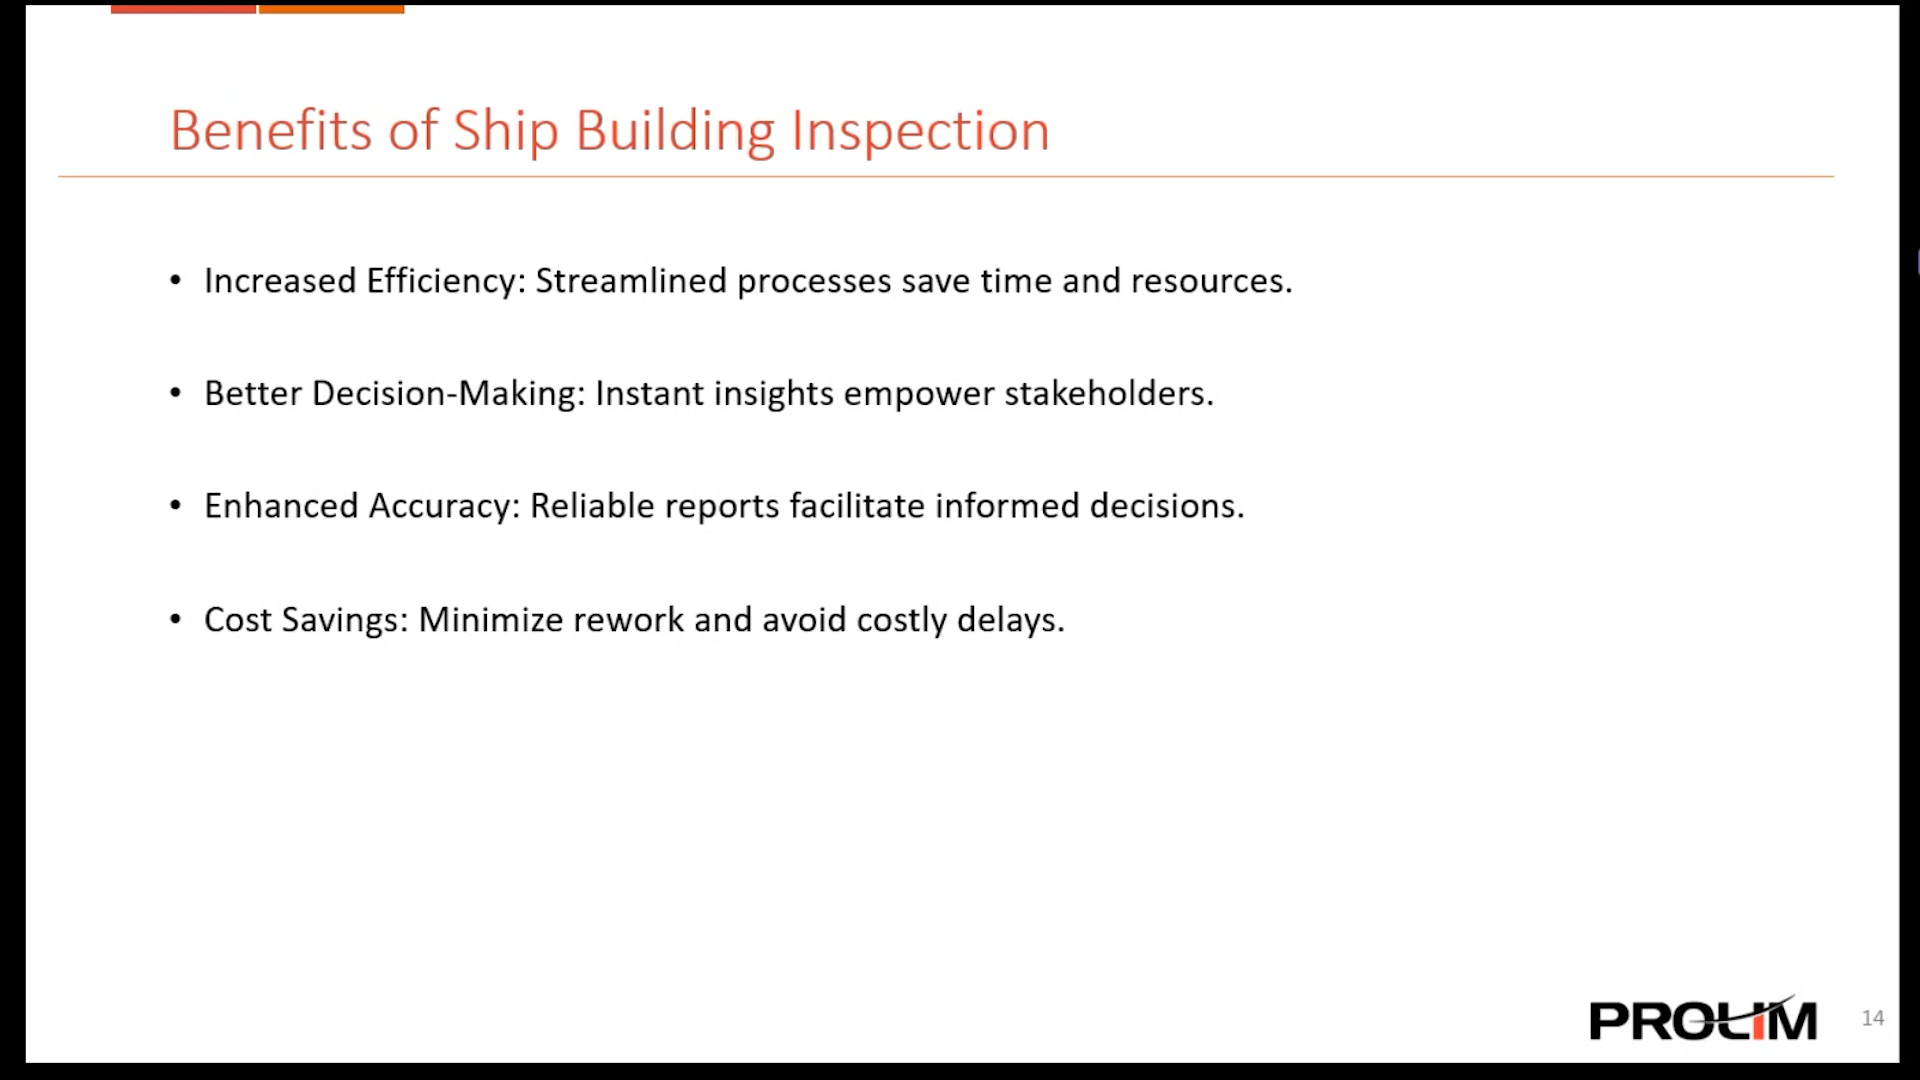 Benefits of Ship Building Inspection
• Increased Efficiency: Streamlined processes save time and resources.
• Better Decision-Making: Instant insights empower stakeholders.
• Enhanced Accuracy: Reliable reports facilitate informed decisions.
• Cost Savings: Minimize rework and avoid costly delays.
PROLIM
14